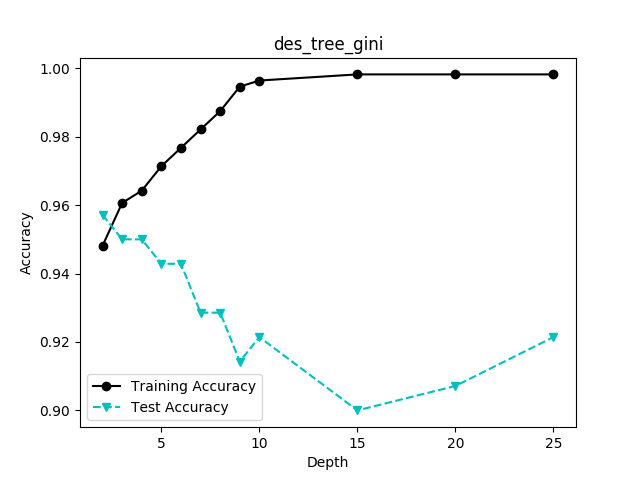 des_tree_gini
1.00
0.98
0.96
0.94
0.92
0.90
Accuracy
Training Accuracy
Test Accuracy
5
10
15
20
25
Depth